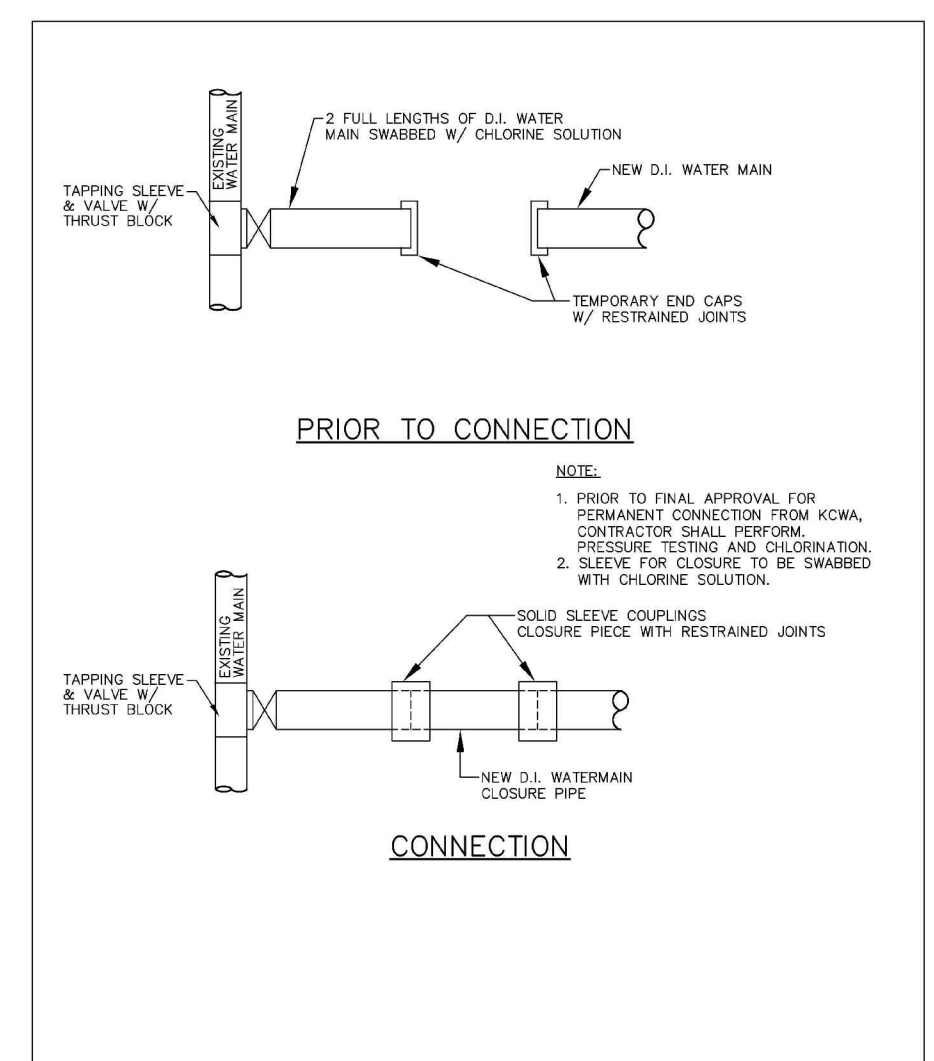 EXISTING
WATER MAIN
2 FULL LENGTHS OF D.I. WATER
MAIN SWABBED W/ CHLORINE SOLUTION
NEW D.I. WATER MAIN
TAPPING SLEEVE
& VALVE W/
THRUST BLOCK
TEMPORARY END CAPS
W/ RESTRAINED JOINTS
PRIOR TO CONNECTION
NOTE:
1. PRIOR TO FINAL APPROVAL FOR
PERMANENT CONNECTION FROM KCWA,
CONTRACTOR SHALL PERFORM.
PRESSURE TESTING AND CHLORINATION.
2. SLEEVE FOR CLOSURE TO BE SWABBED
WITH CHLORINE SOLUTION.
EXISTING
WATER MAIN
SOLID SLEEVE COUPLINGS
CLOSURE PIECE WITH RESTRAINED JOINTS
TAPPING SLEEVE
& VALVE W/
THRUST BLOCK
NEW D.I. WATERMAIN
CLOSURE PIPE
CONNECTION